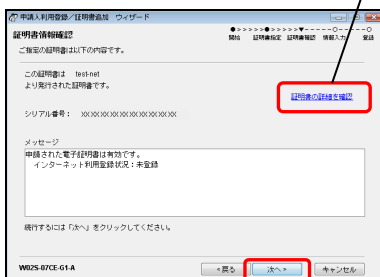 申請人利用登録／証明書追加 ウィザード
証明書情報確認
●>>>>>●>>>>>▼-----○-----○
開始 証明書指定 証明書確認 情報入力 登録
ご指定の証明書は以下の内容です。
この証明書は test-net
より発行された証明書です。
証明書の詳細を確認
シリアル番号：
メッセージ
申請された電子証明書は有効です。
インターネット利用登録状況：未登録
続行するには「次へ」をクリックしてください。
W02S-07CE-G1-A
<戻る
次へ>
キャンセル